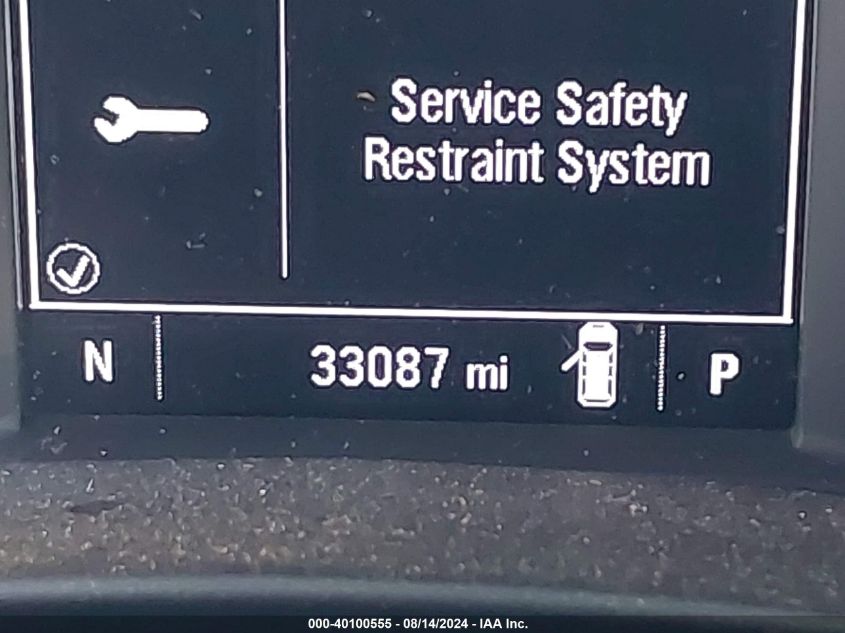 Service Safety
Restraint System
N 33087 mi P
000-40100555 - 08/14/2024 - IAA Inc.